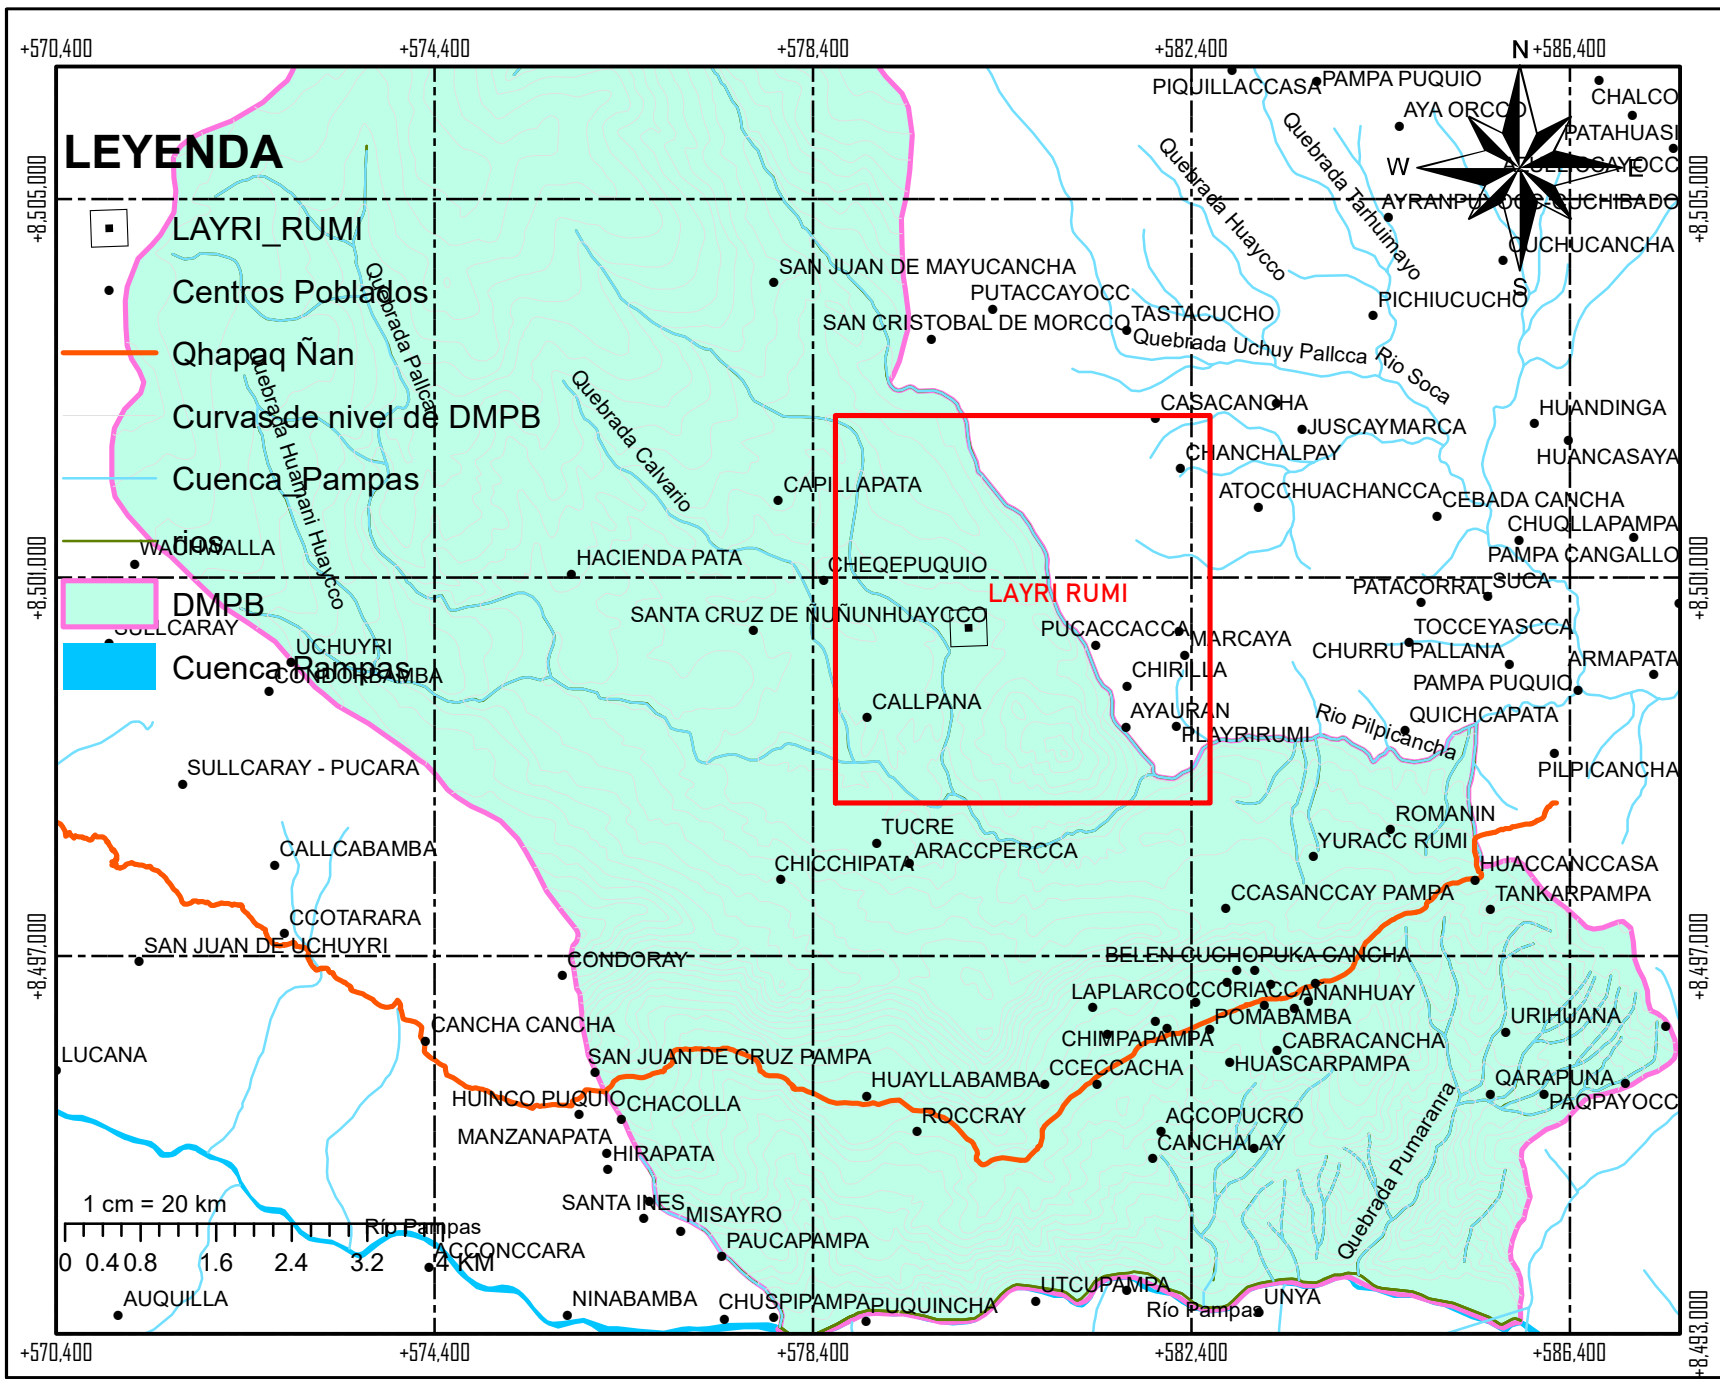 +570,400
+574,400
+578,400
+582,400
+586,400
N
PIQUILLACCASA
PAMPA PUQUIO
CHALCO
AYA ORCCO
PATAHUASI
W
E
AYRANPUYOCC-CUCHIBADO
CUCHUCANCHA
S
PICHIUCUCHO
+8,505,000
+8,505,000
LEYENDA
LAYRI_RUMI
Centros Poblados
Qhapaq Ñan
Curvas de nivel de DMPB
Cuenca_Pampas
rios
DMPB
Cuenca Pampas
Quebrada Pallca
Quebrada Huamani Huaycco
Quebrada Calvario
Quebrada Huaycco
Quebrada Tarhuimayo
SAN JUAN DE MAYUCANCHA
PUTACCAYOCC
SAN CRISTOBAL DE MORCCO
TASTACUCHO
Quebrada Uchuy Pallcca
Rio Soca
CASACANCHA
JUSCAYMARCA
HUANDINGA
CHANCHALPAY
HUANCASAYA
CAPILLAPATA
ATOCCHUACHANCCA
CEBADA CANCHA
CHUQLLAPAMPA
WAUHWALLA
HACIENDA PATA
CHEQEPUQUIO
PAMPA CANGALLO
+8,501,000
+8,501,000
LAYRI RUMI
PATACORRAL
SUCA
SANTA CRUZ DE ÑUÑUNHUAYCCO
PUCACCACCA
MARCAYA
TOCCEYASCCA
SULLCARAY
UCHUYRI
CONDORBAMBA
CHURRU PALLANA
ARMAPATA
CHIRILLA
PAMPA PUQUIO
CALLPANA
AYAURAN
PLAYRIRUMI
Rio Pilpicancha
QUICHCAPATA
SULLCARAY - PUCARA
PILPICANCHA
TUCRE
ARACCPERCCA
CHICCHIPATA
ROMANIN
YURACC RUMI
CALLCABAMBA
HUACCANCCASA
CCASANCCAY PAMPA
TANKARPAMPA
CCOTARARA
SAN JUAN DE UCHUYRI
+8,497,000
+8,497,000
CONDORAY
BELEN CUCHO
PUKA CANCHA
LAPLARCO
CCORIACC
ANANHUAY
POMABAMBA
URIHUANA
CANCHA CANCHA
CHIMPAPAMPA
CABRACANCHA
LUCANA
SAN JUAN DE CRUZ PAMPA
HUASCARPAMPA
CCECCACHA
HUAYLLABAMBA
QARAPUNA
PAQPAYOCC
HUINCO PUQUIO
CHACOLLA
ROCCRAY
ACCOPUCRO
MANZANAPATA
HIRAPATA
CANCHALAY
Quebrada Pumaranra
SANTA INES
MISAYRO
PAUCAPAMPA
1 cm = 20 km
0 0.4 0.8 1.6 2.4 3.2 4 KM
Río Pampas
ACCONCCARA
AUQUILLA
NINABAMBA
CHUSPIPAMPA
PUQUINCHA
UTCUPAMPA
Río Pampas
UNYA
+8,493,000
+570,400
+574,400
+578,400
+582,400
+586,400